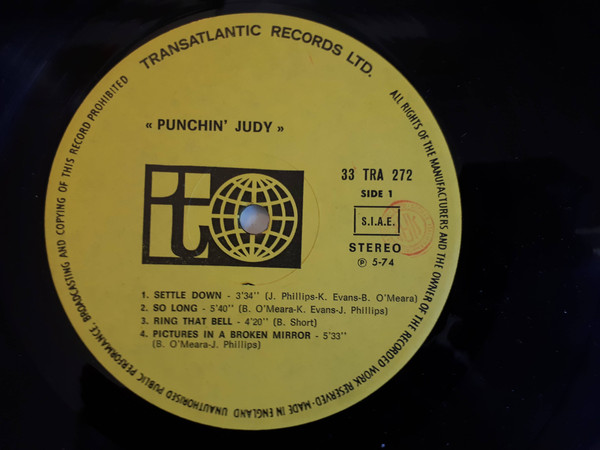 TRANSATLANTIC RECORDS LTD.
« PUNCHIN' JUDY »
33 TRA 272
SIDE 1
S.I.A.E.
STEREO
Ⓟ 5-74
1. SETTLE DOWN - 3'34'' (J. Phillips-K. Evans-B. O'Meara)
2. SO LONG - 5'40'' (B. O'Meara-K. Evans-J. Phillips)
3. RING THAT BELL - 4'20'' (B. Short)
4. PICTURES IN A BROKEN MIRROR - 5'33''
(B. O'Meara-J. Phillips)
ALL RIGHTS OF THE MANUFACTURERS AND THE OWNER OF THE RECORDED WORK RESERVED - MADE IN ENGLAND UNAUTHORISED PUBLIC PERFORMANCE, BROADCASTING AND COPYING OF THIS RECORD PROHIBITED